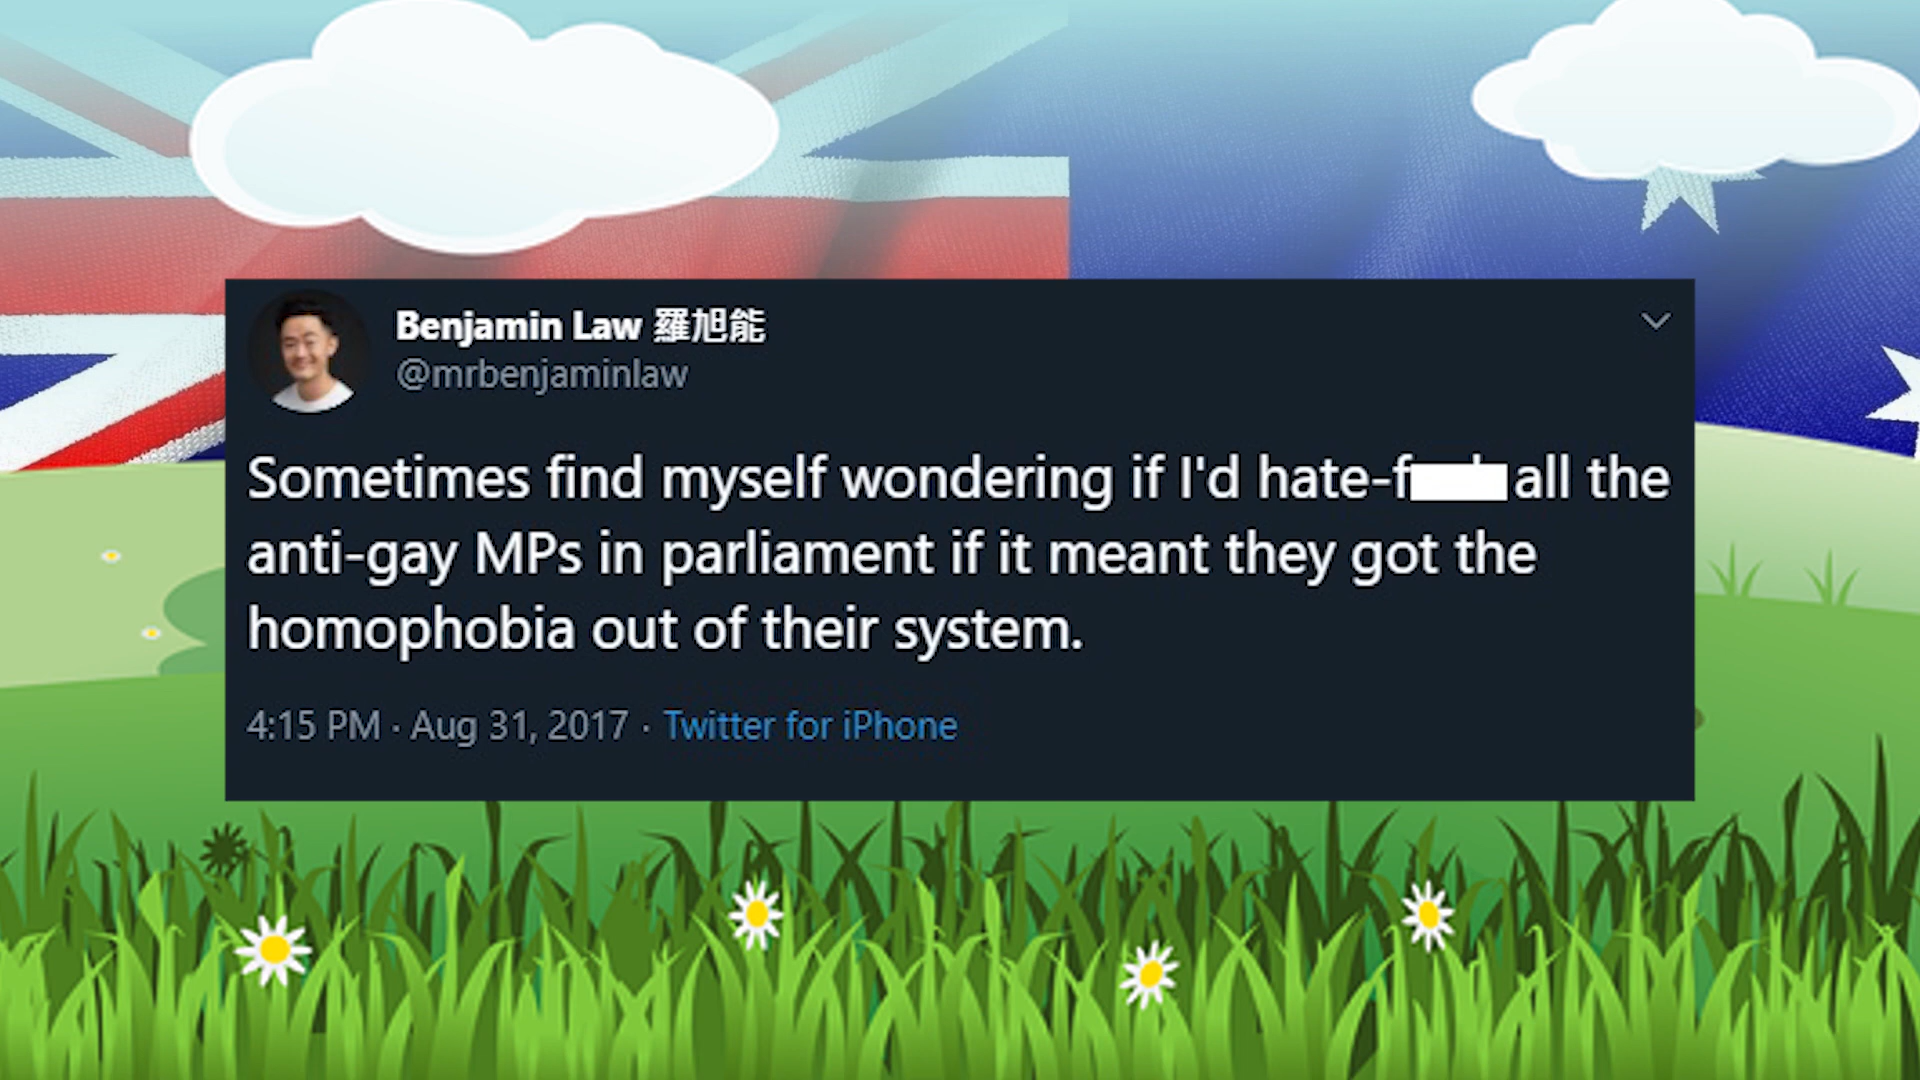 Benjamin Law 羅旭能
@mrbenjaminlaw
Sometimes find myself wondering if I'd hate-f all the
anti-gay MPs in parliament if it meant they got the
homophobia out of their system.
4:15 PM · Aug 31, 2017 · Twitter for iPhone